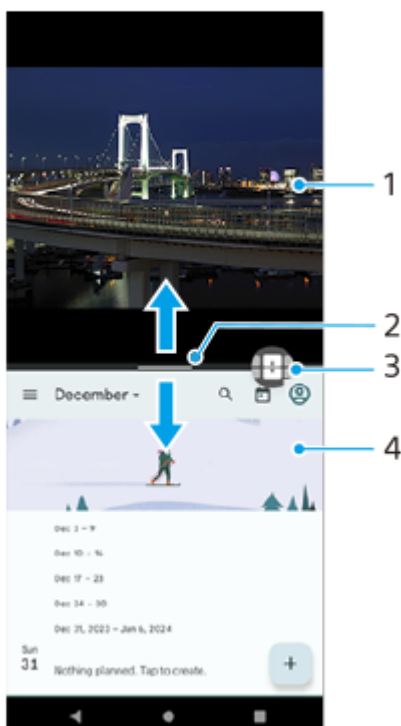 1
2
3
December
4
Dec 3 - 9
Dec 10 - 16
Dec 17 - 23
Dec 24 - 30
Dec 31, 2023 - Jan 6, 2024
Sun
31
Nothing planned. Tap to create.
+